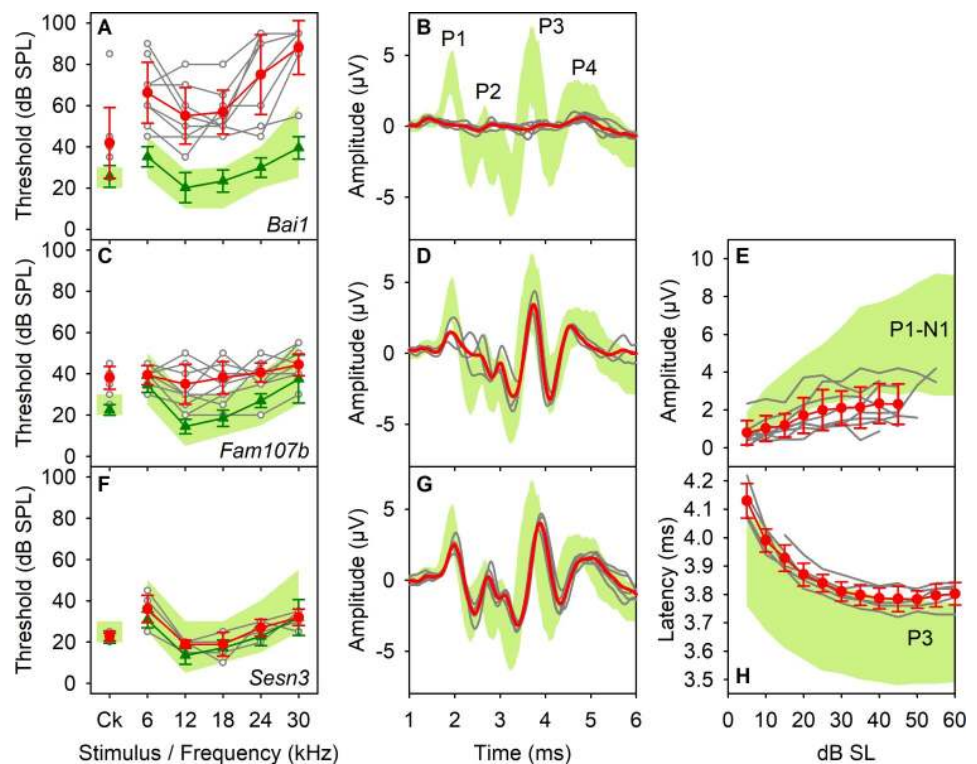 A
Threshold (dB SPL)
100
80
60
40
20
0
Bai1
B
P1
P2
P3
P4
Amplitude (µV)
5
0
-5
C
Threshold (dB SPL)
100
80
60
40
20
0
Fam107b
D
Amplitude (µV)
5
0
-5
E
P1-N1
Amplitude (µV)
10
8
6
4
2
0
F
Threshold (dB SPL)
100
80
60
40
20
0
Sesn3
Ck 6 12 18 24 30
Stimulus / Frequency (kHz)
G
Amplitude (µV)
5
0
-5
1 2 3 4 5 6
Time (ms)
4.2
4.1
4.0
3.9
3.8
3.7
3.6
3.5
Latency (ms)
P3
H
0 10 20 30 40 50 60
dB SL